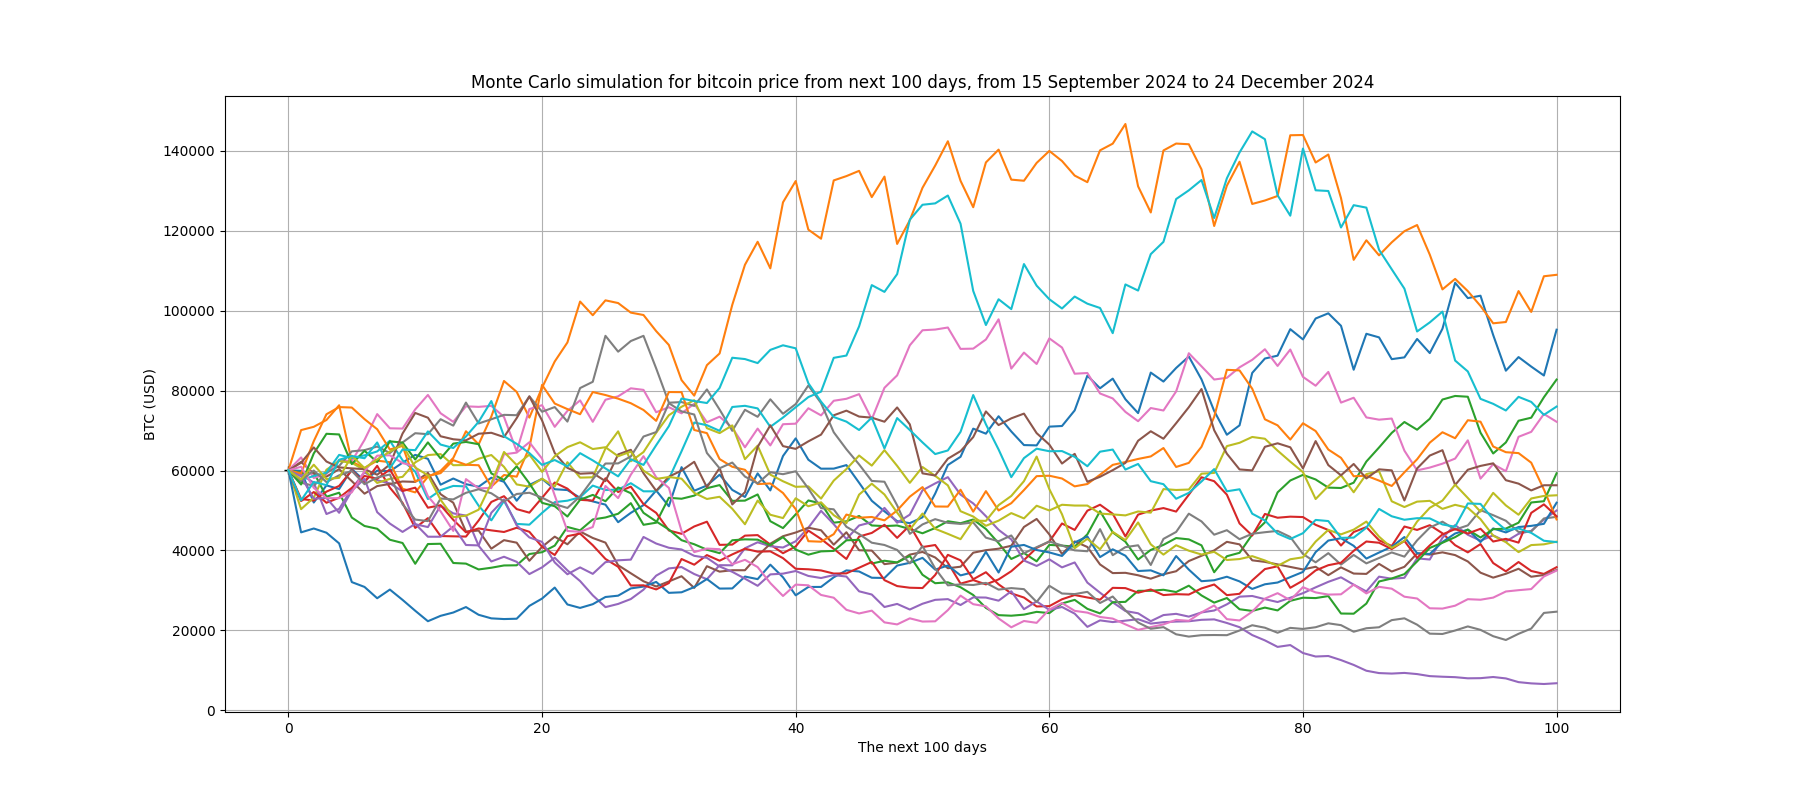 Monte Carlo simulation for bitcoin price from next 100 days, from 15 September 2024 to 24 December 2024
140000
120000
100000
80000
60000
40000
20000
0
BTC (USD)
0 20 40 60 80 100
The next 100 days